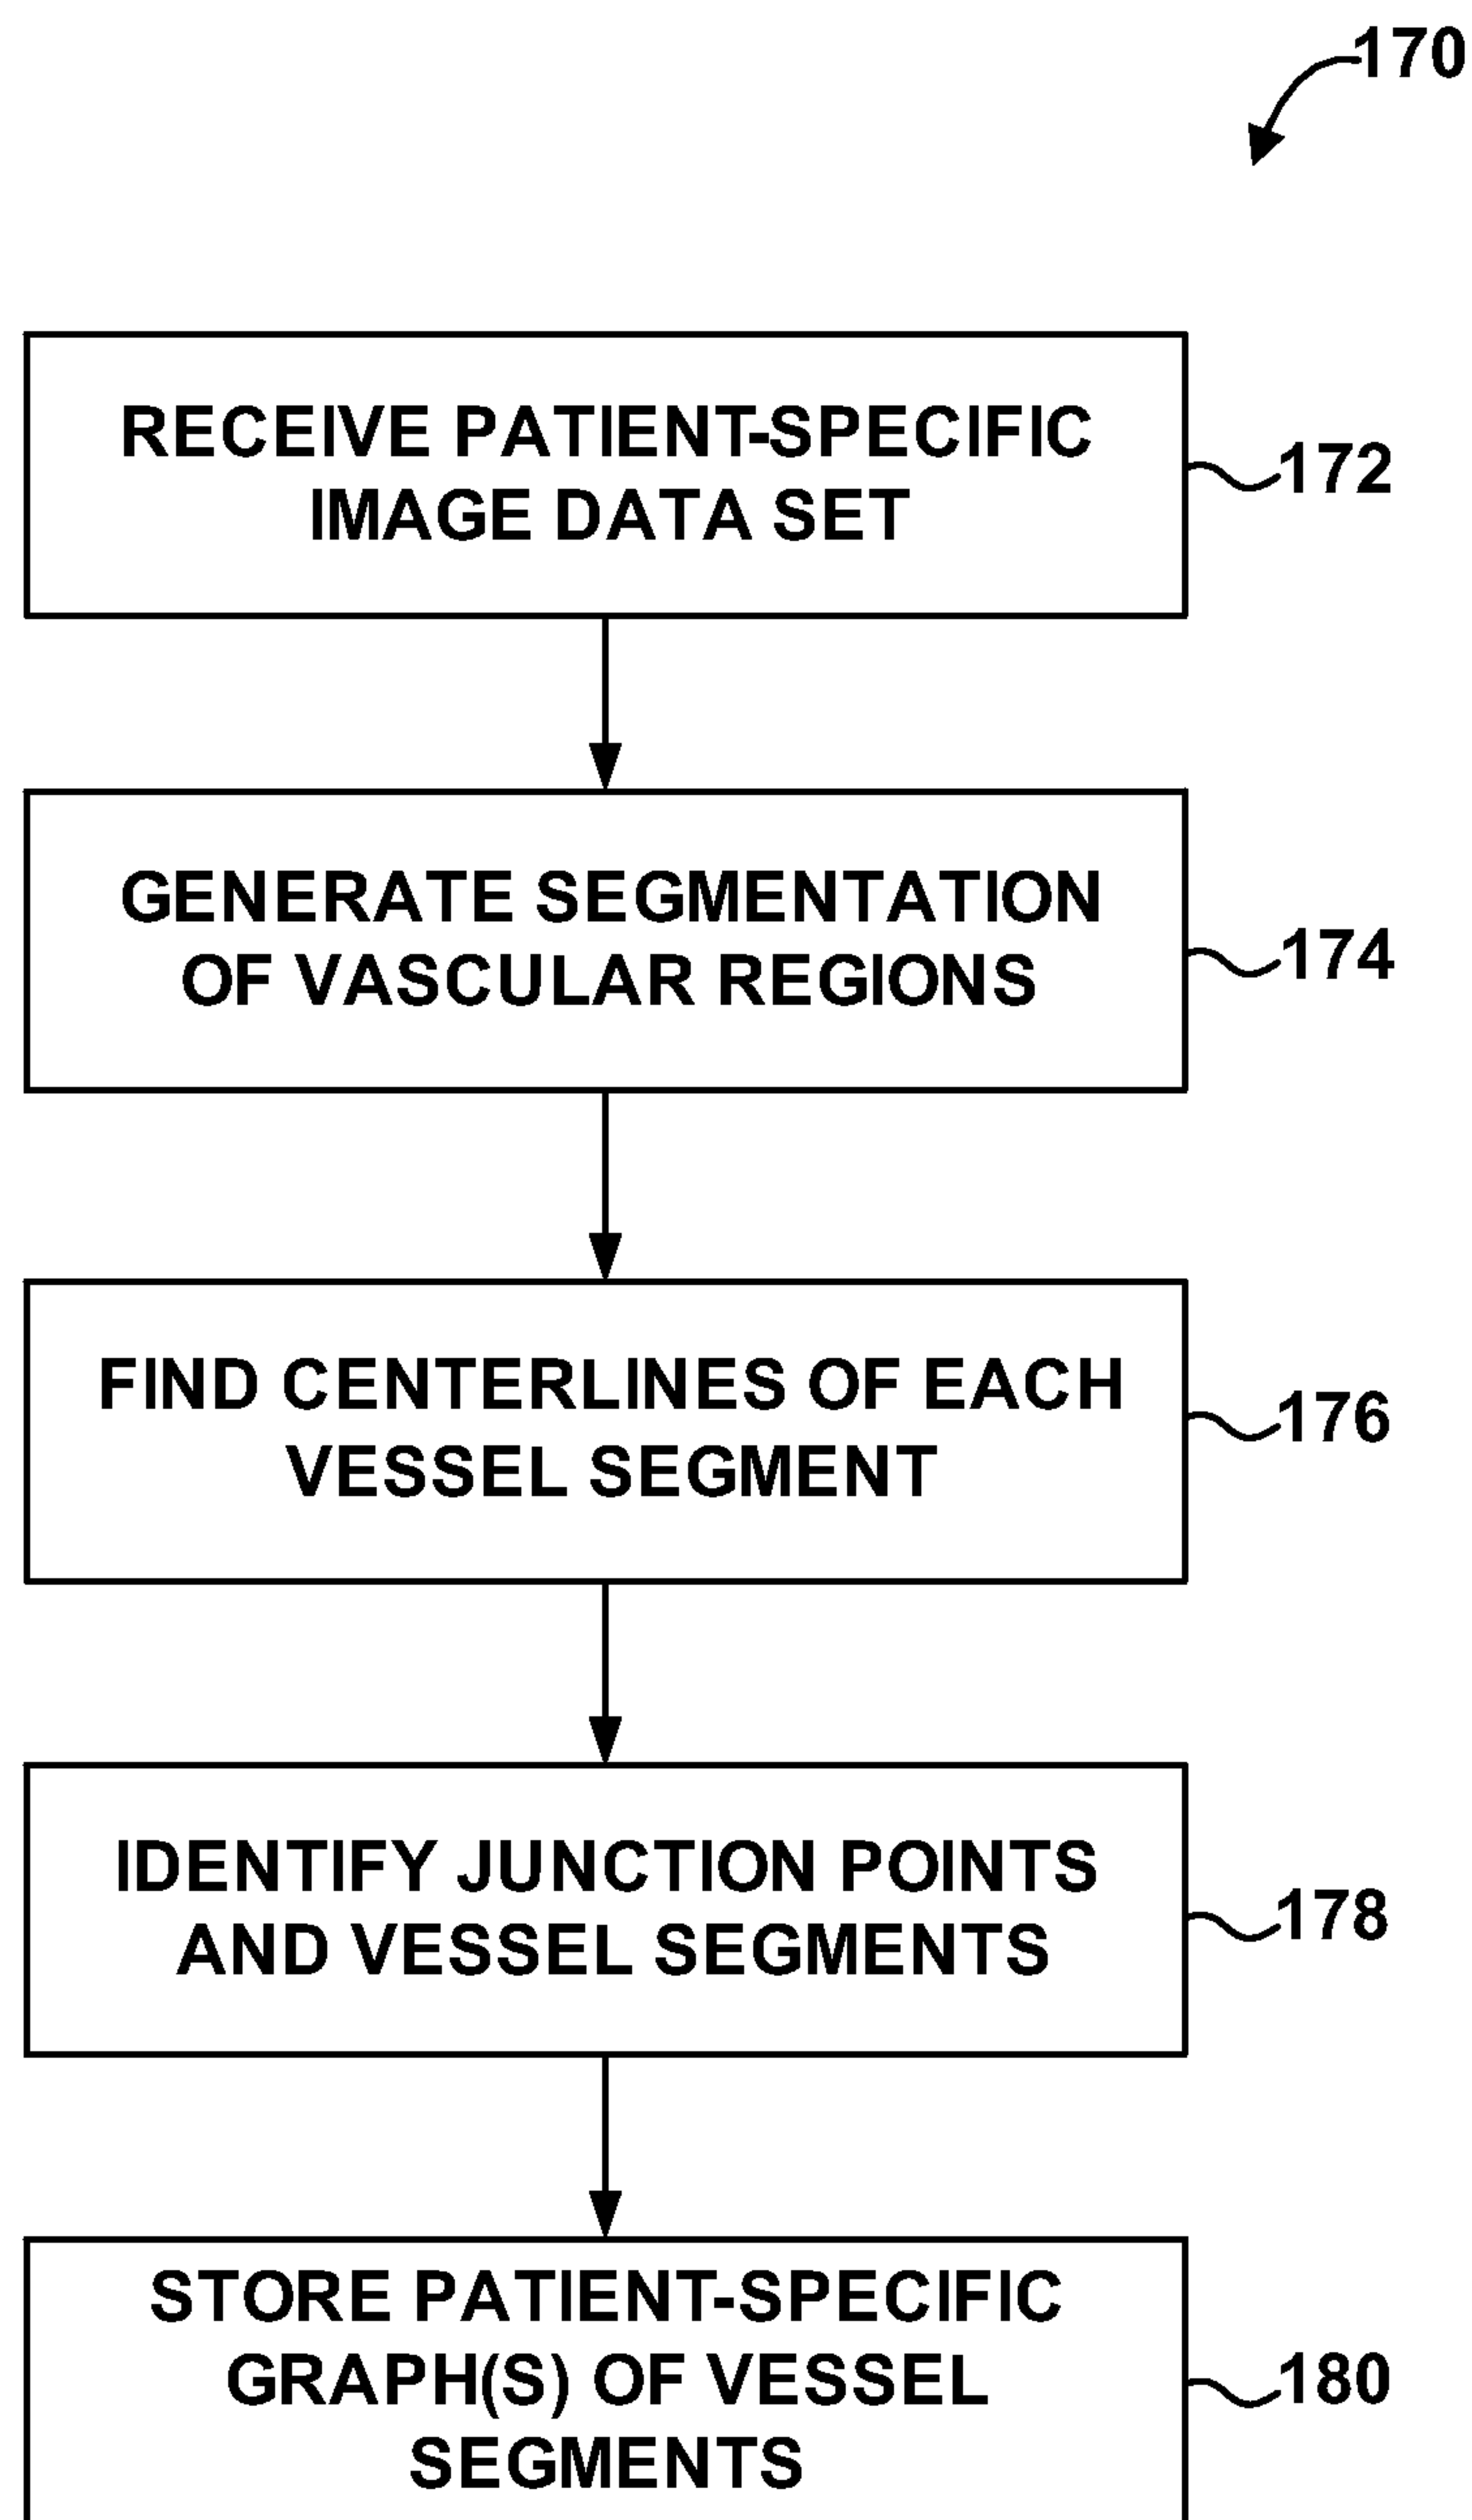 170
RECEIVE PATIENT-SPECIFIC
IMAGE DATA SET
172
GENERATE SEGMENTATION
OF VASCULAR REGIONS
174
FIND CENTERLINES OF EACH
VESSEL SEGMENT
176
IDENTIFY JUNCTION POINTS
AND VESSEL SEGMENTS
178
STORE PATIENT-SPECIFIC
GRAPH(S) OF VESSEL
SEGMENTS
180